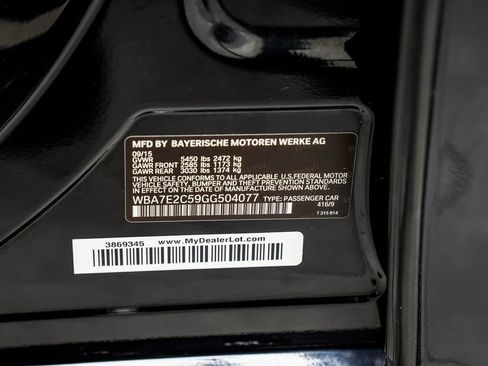 MFD BY BAYERISCHE MOTOREN WERKE AG
09/15
GVWR 5450 lbs 2472 kg
GAWR FRONT 2585 lbs 1173 kg
GAWR REAR 3030 lbs 1374 kg
THIS VEHICLE CONFORMS TO ALL APPLICABLE U.S.FEDERAL MOTOR
VEHICLE SAFETY, BUMPER AND THEFT PREVENTION STANDARDS
IN EFFECT ON THE DATE OF MANUFACTURE SHOWN ABOVE.
WBA7E2C59GG504077 TYPE: PASSENGER CAR
416/9
7 315 814
3869345 www.MyDealerLot.com